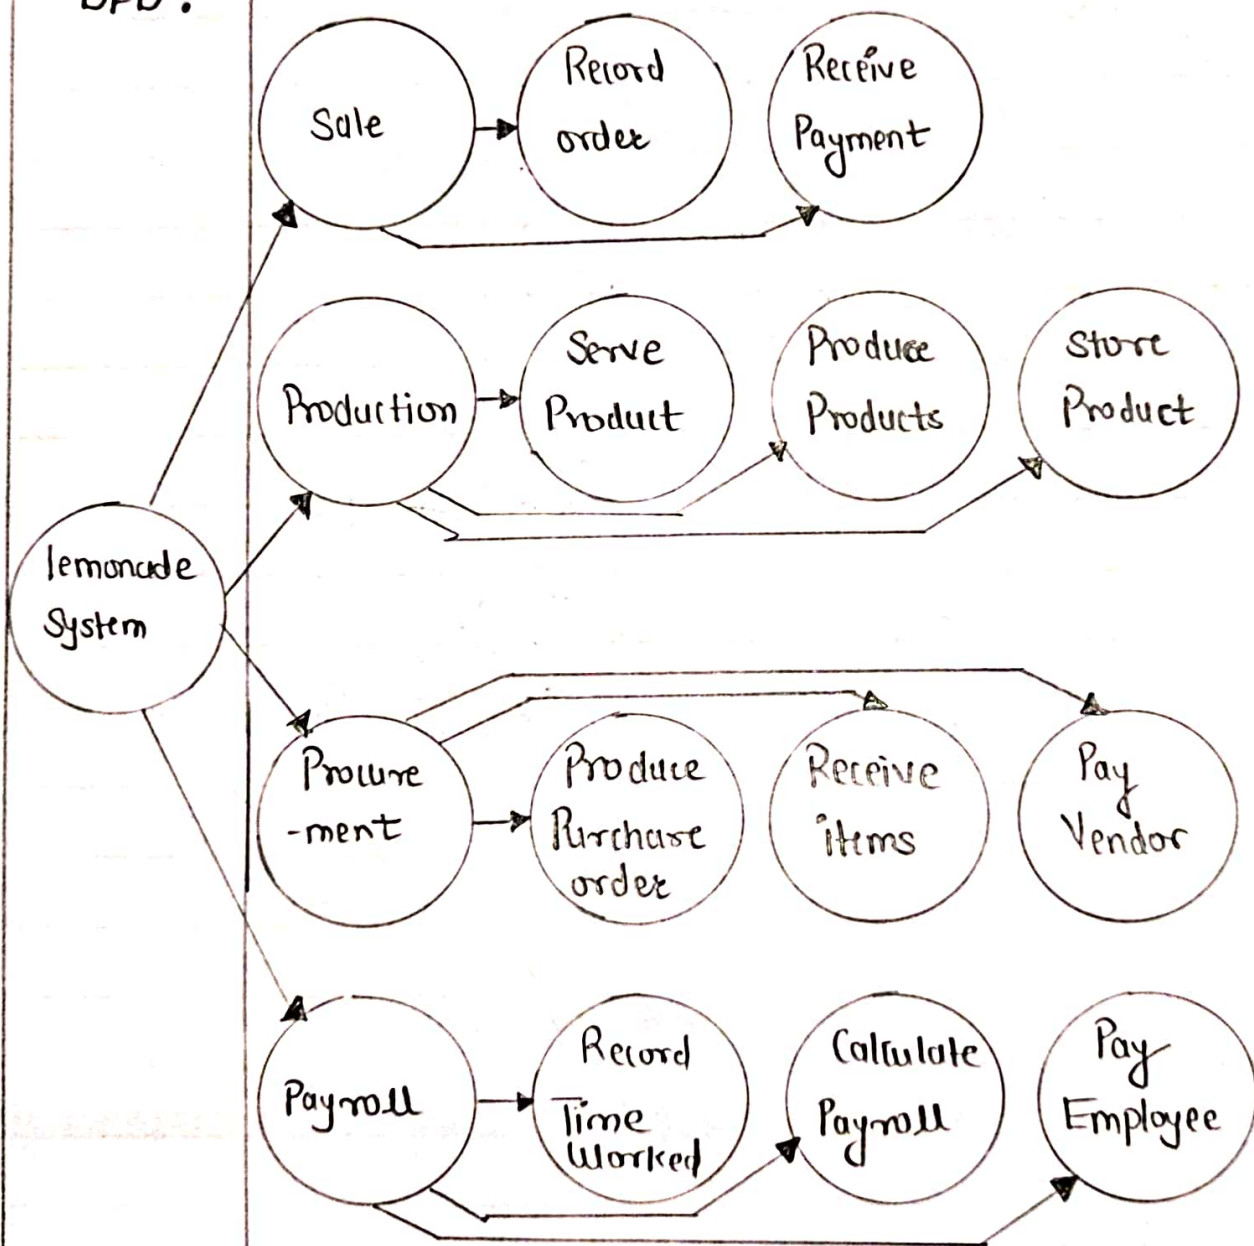 DFD :
Sale
Record
order
Receive
Payment
Production
Serve
Product
Produce
Products
Store
Product
lemonade
System
Procure
-ment
Produce
Purchase
order
Receive
items
Pay
Vendor
Payroll
Record
Time
Worked
Calculate
Payroll
Pay
Employee